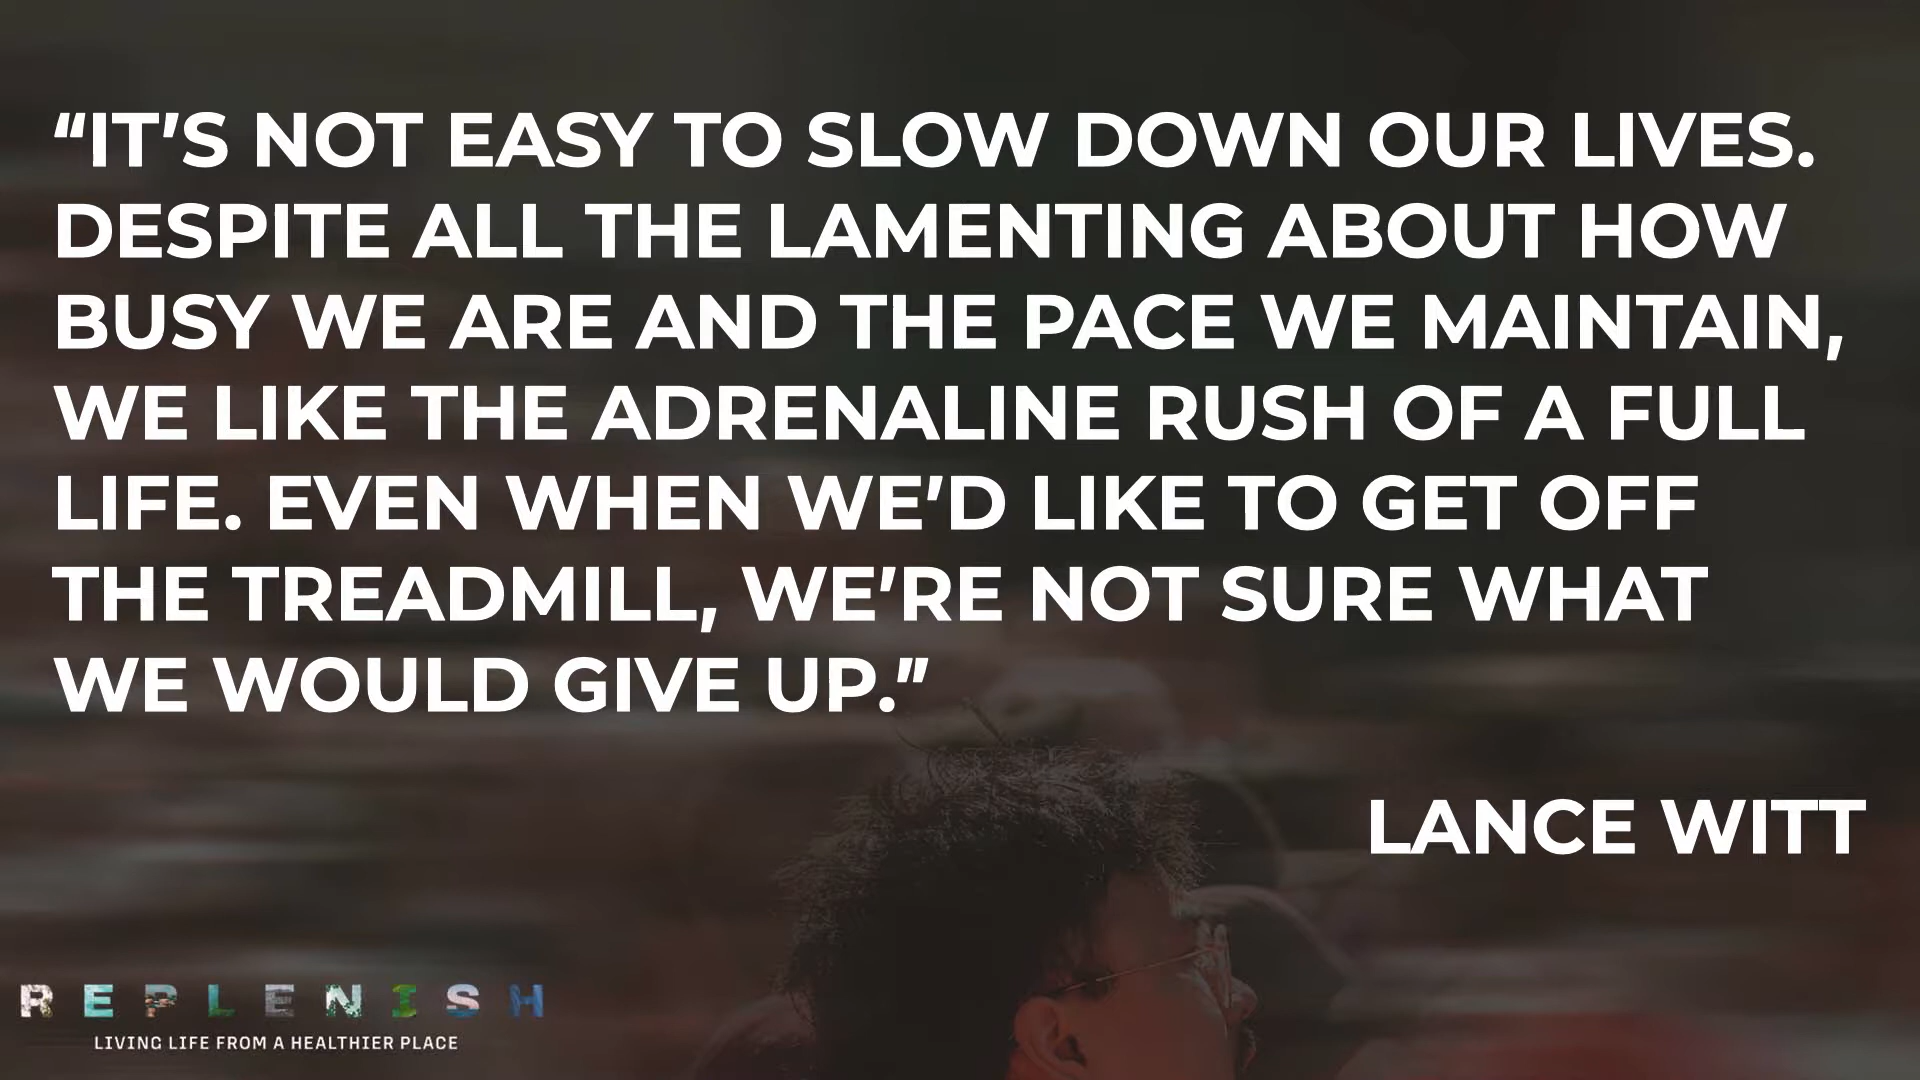 “IT’S NOT EASY TO SLOW DOWN OUR LIVES.
DESPITE ALL THE LAMENTING ABOUT HOW
BUSY WE ARE AND THE PACE WE MAINTAIN,
WE LIKE THE ADRENALINE RUSH OF A FULL
LIFE. EVEN WHEN WE’D LIKE TO GET OFF
THE TREADMILL, WE’RE NOT SURE WHAT
WE WOULD GIVE UP.”
LANCE WITT
REPLENISH
LIVING LIFE FROM A HEALTHIER PLACE